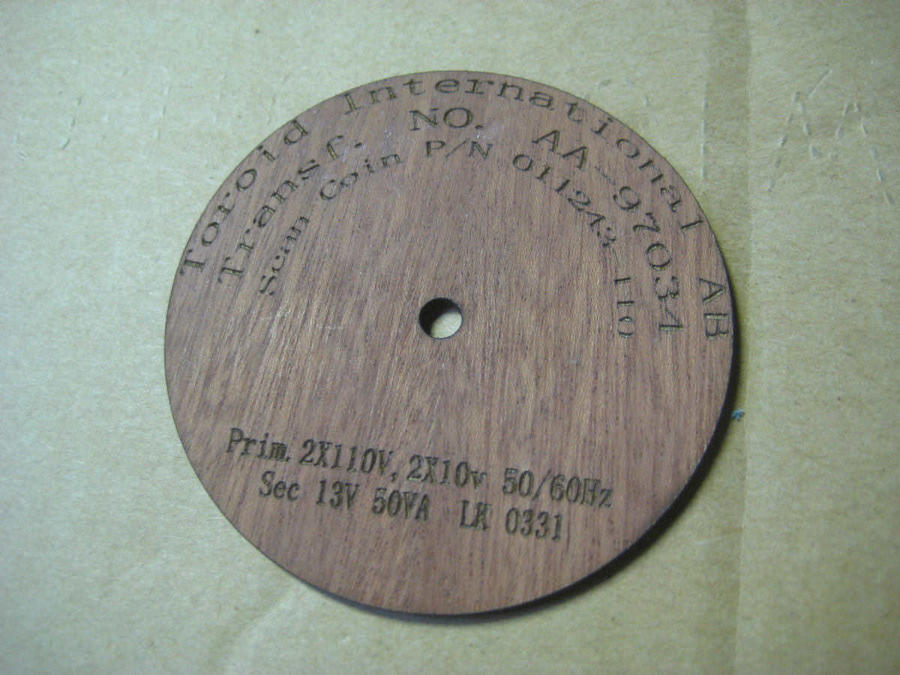 Toroid International AB
Transf. NO. AA-97034
Scan Coin P/N 011243-110
Prim. 2X110V, 2X10v 50/60Hz
Sec 13V 50VA LK 0331